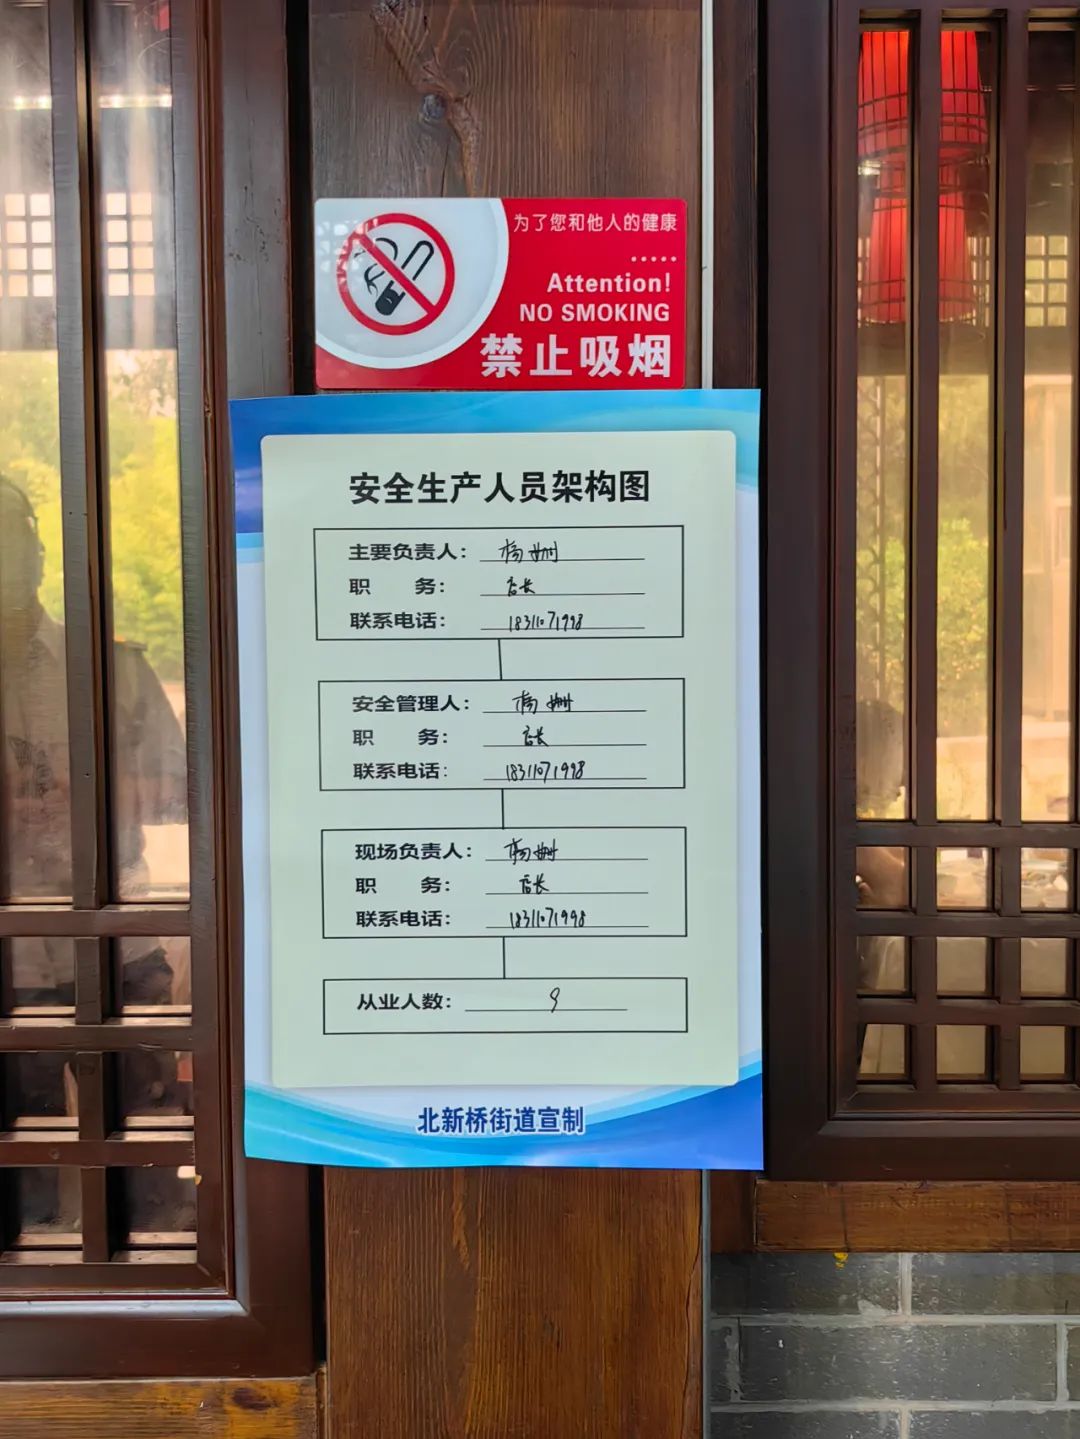 为了您和他人的健康
Attention!
NO SMOKING
禁止吸烟
安全生产人员架构图
主要负责人： 杨姗
职 务： 店长
联系电话： 18311071998
安全管理人： 杨姗
职 务： 店长
联系电话： 18311071998
现场负责人： 杨姗
职 务： 店长
联系电话： 18311071998
从业人数： 9
北新桥街道宣制